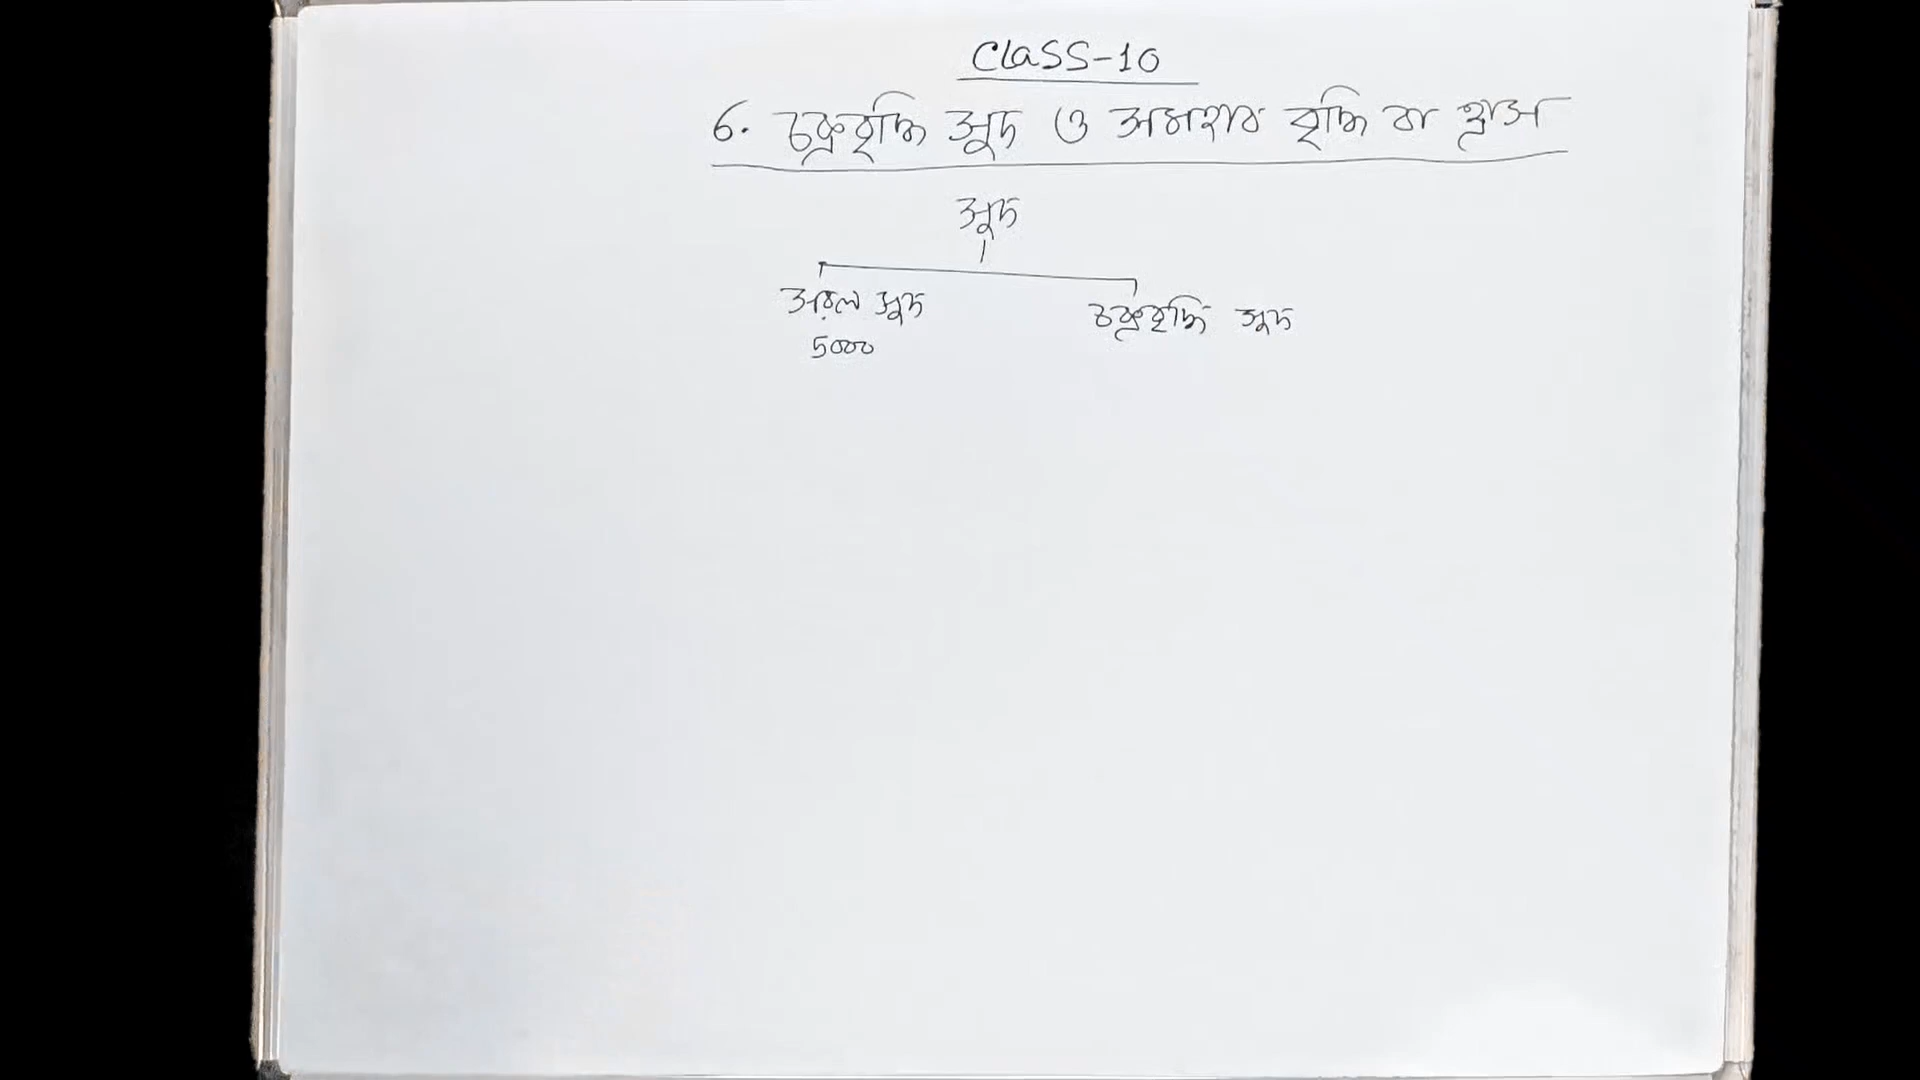 CLASS-10
6. চক্রবৃদ্ধি সুদ ও সমহার বৃদ্ধি বা হ্রাস
সুদ
সরল সুদ চক্রবৃদ্ধি সুদ
5000